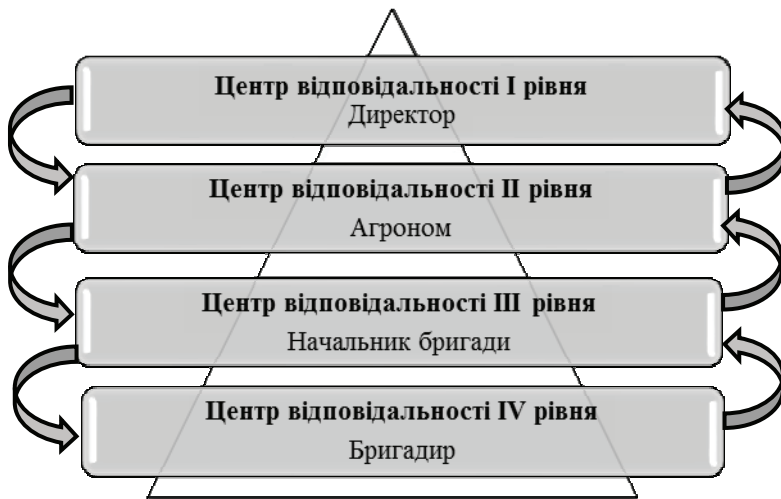 Центр відповідальності І рівня
Директор
Центр відповідальності ІІ рівня
Агроном
Центр відповідальності ІІІ рівня
Начальник бригади
Центр відповідальності IV рівня
Бригадир